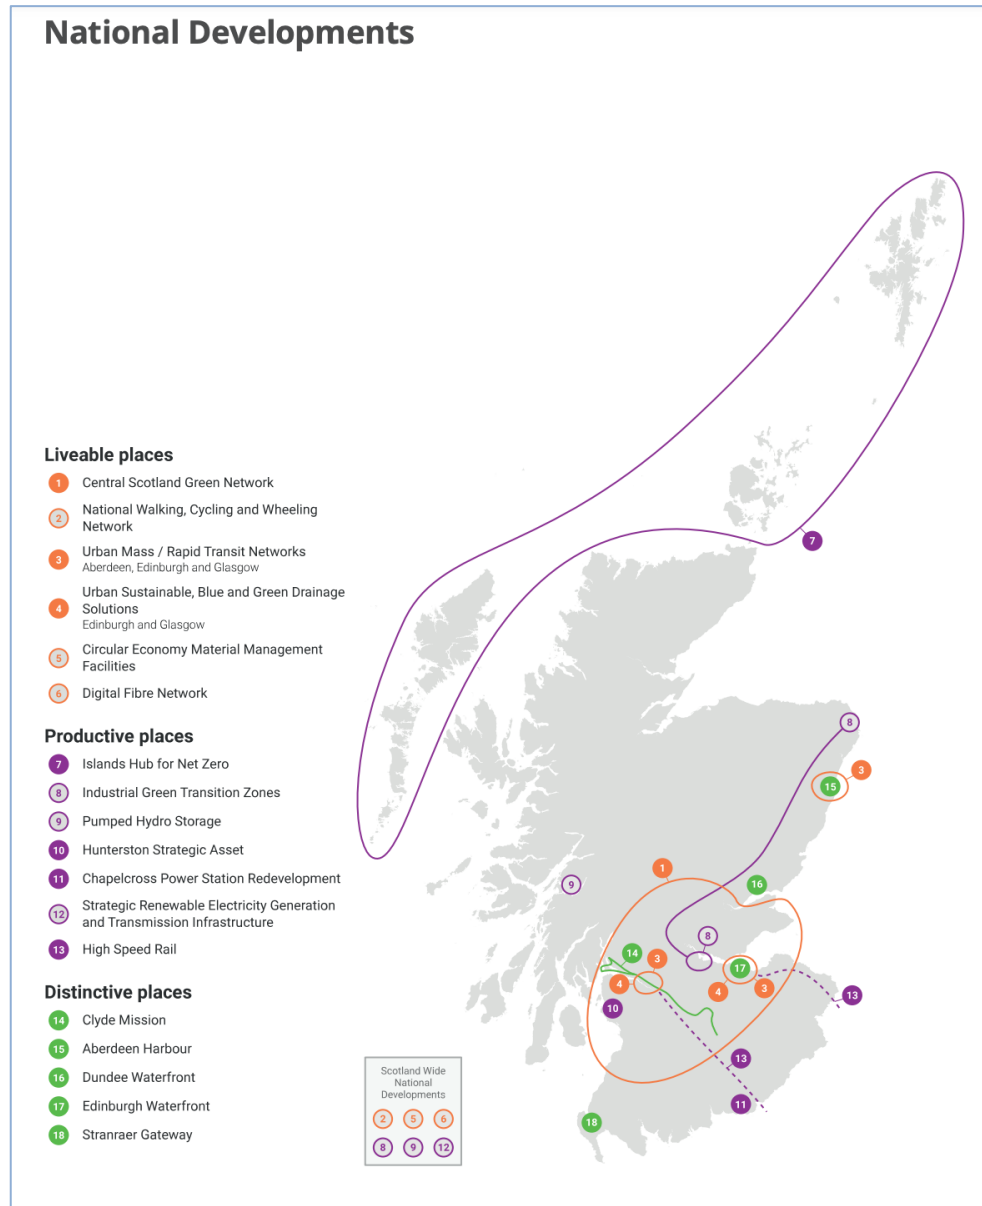 National Developments
Liveable places
1 Central Scotland Green Network
2 National Walking, Cycling and Wheeling
Network
3 Urban Mass / Rapid Transit Networks
Aberdeen, Edinburgh and Glasgow
4 Urban Sustainable, Blue and Green Drainage
Solutions
Edinburgh and Glasgow
5 Circular Economy Material Management
Facilities
6 Digital Fibre Network
Productive places
7 Islands Hub for Net Zero
8 Industrial Green Transition Zones
9 Pumped Hydro Storage
10 Hunterston Strategic Asset
11 Chapelcross Power Station Redevelopment
12 Strategic Renewable Electricity Generation
and Transmission Infrastructure
13 High Speed Rail
Distinctive places
14 Clyde Mission
15 Aberdeen Harbour
16 Dundee Waterfront
17 Edinburgh Waterfront
18 Stranraer Gateway
Scotland Wide
National
Developments
2 5 6
8 9 12
7
8
3
15
1
9
16
8
14
3
17
4
4
3
13
10
13
11
18